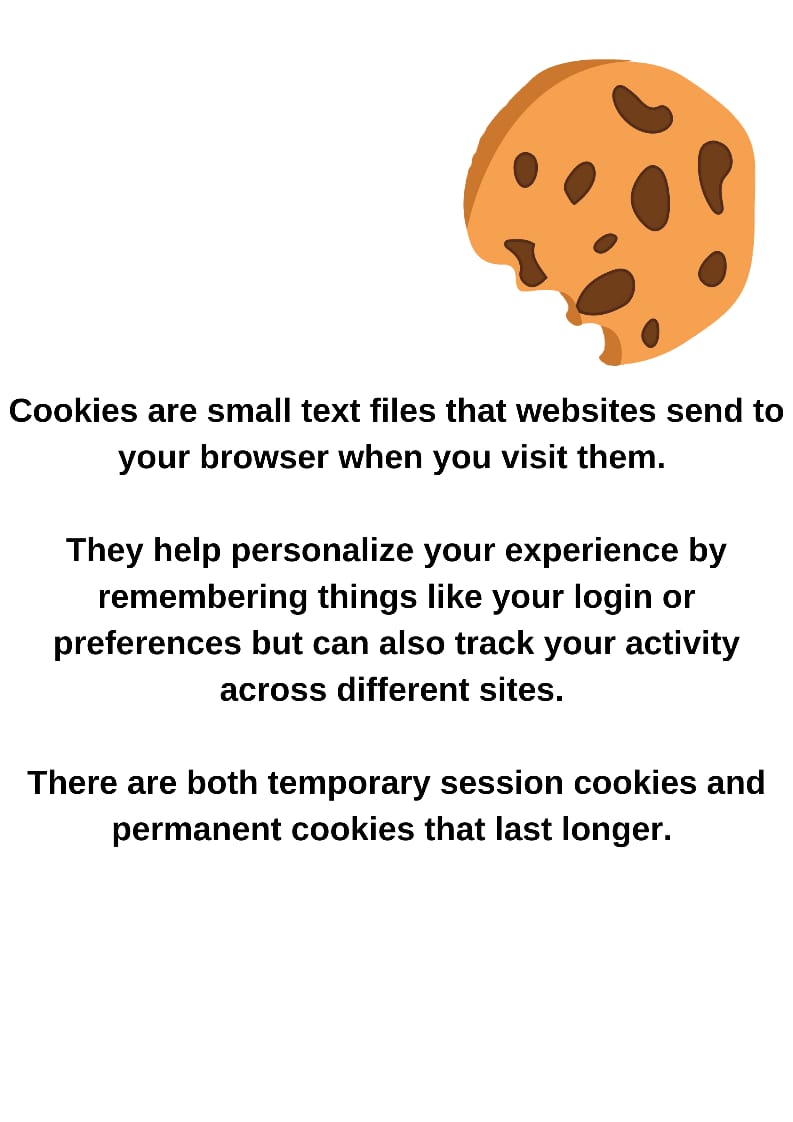 Cookies are small text files that websites send to
your browser when you visit them.
They help personalize your experience by
remembering things like your login or
preferences but can also track your activity
across different sites.
There are both temporary session cookies and
permanent cookies that last longer.